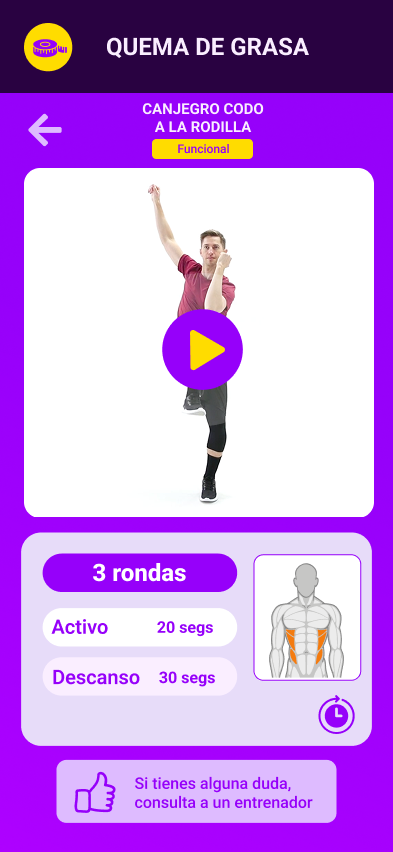 QUEMA DE GRASA
CANJEGRO CODO
A LA RODILLA
Funcional
3 rondas
Activo 20 segs
Descanso 30 segs
Si tienes alguna duda,
consulta a un entrenador